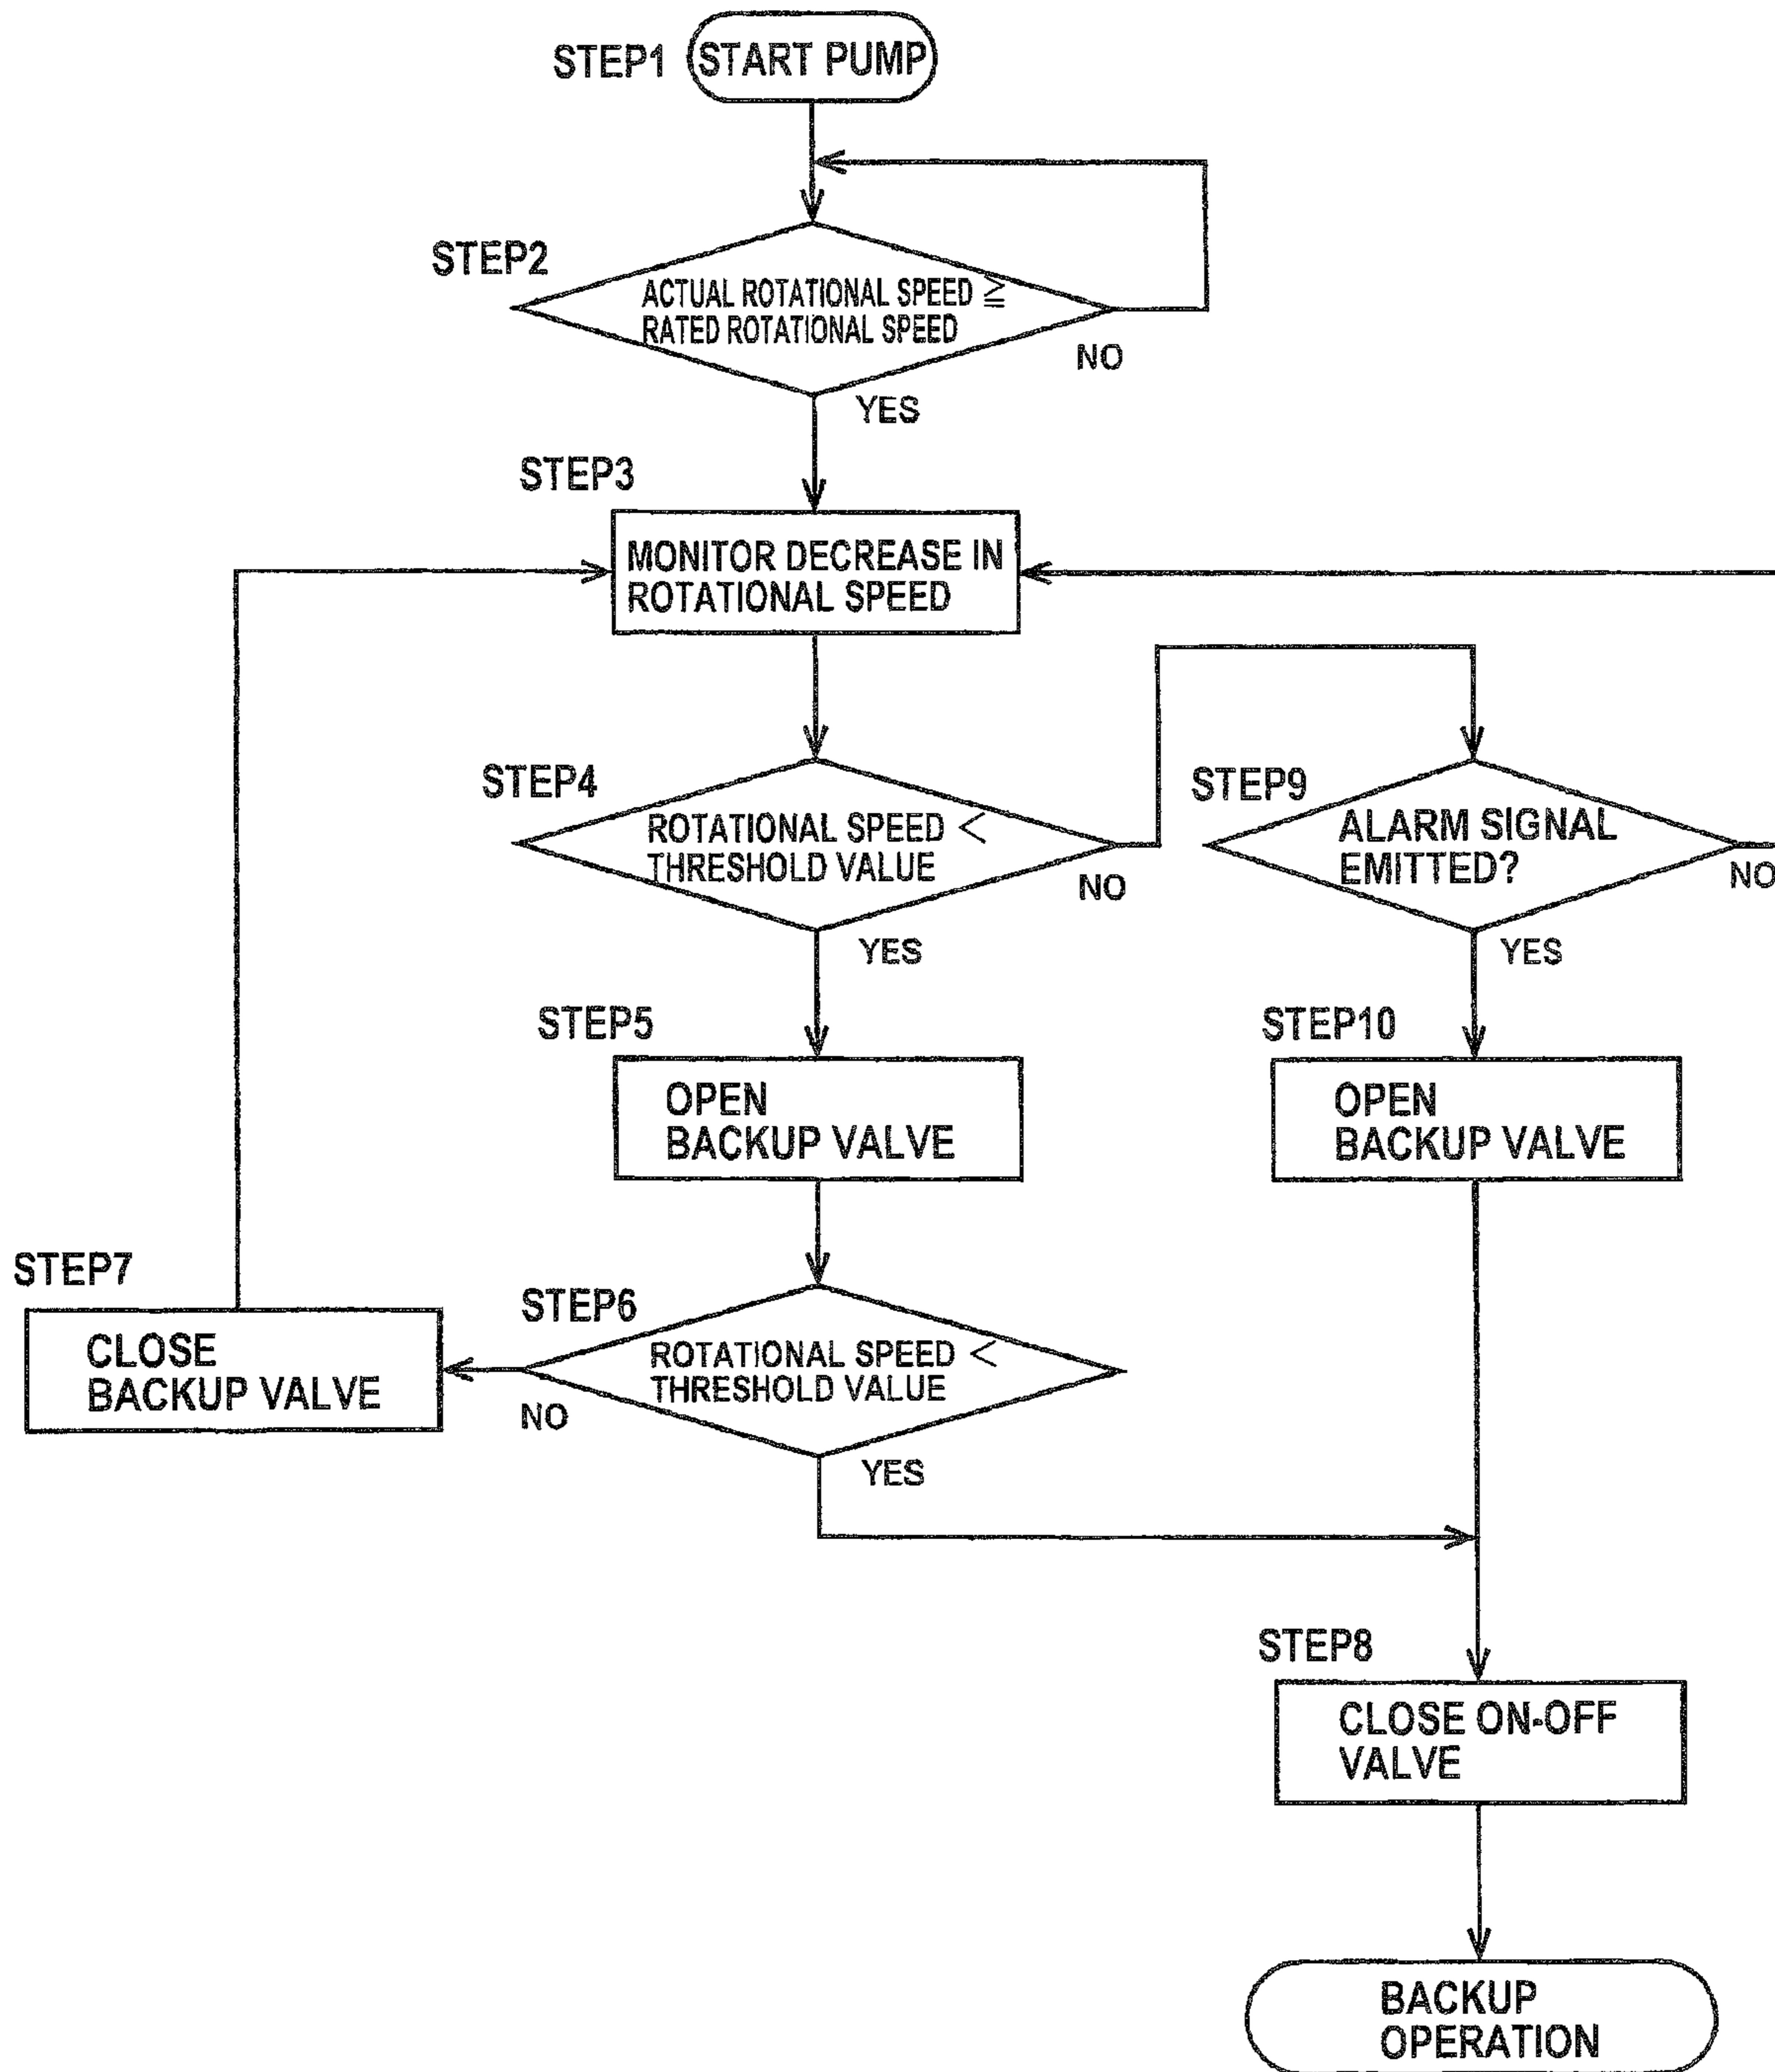 STEP1
START PUMP
STEP2
ACTUAL ROTATIONAL SPEED ≧
RATED ROTATIONAL SPEED
NO
YES
STEP3
MONITOR DECREASE IN
ROTATIONAL SPEED
STEP4
ROTATIONAL SPEED <
THRESHOLD VALUE
NO
YES
STEP9
ALARM SIGNAL
EMITTED?
NO
YES
STEP5
OPEN
BACKUP VALVE
STEP10
OPEN
BACKUP VALVE
STEP7
CLOSE
BACKUP VALVE
STEP6
ROTATIONAL SPEED <
THRESHOLD VALUE
NO
YES
STEP8
CLOSE ON-OFF
VALVE
BACKUP
OPERATION